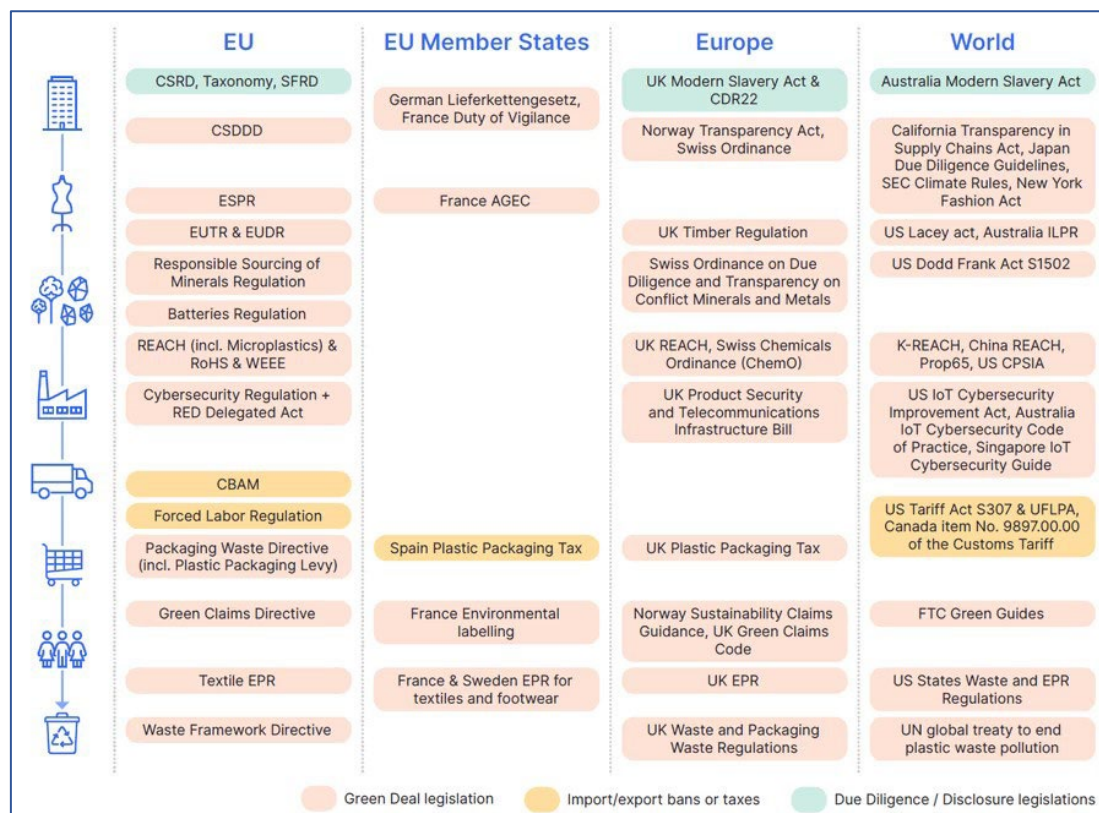 EU
EU Member States
Europe
World
CSRD, Taxonomy, SFRD
CSDDD
ESPR
EUTR & EUDR
Responsible Sourcing of
Minerals Regulation
Batteries Regulation
REACH (incl. Microplastics) &
RoHS & WEEE
Cybersecurity Regulation +
RED Delegated Act
CBAM
Forced Labor Regulation
Packaging Waste Directive
(incl. Plastic Packaging Levy)
Green Claims Directive
Textile EPR
Waste Framework Directive
German Lieferkettengesetz,
France Duty of Vigilance
France AGEC
Spain Plastic Packaging Tax
France Environmental
labelling
France & Sweden EPR for
textiles and footwear
UK Modern Slavery Act &
CDR22
Norway Transparency Act,
Swiss Ordinance
UK Timber Regulation
Swiss Ordinance on Due
Diligence and Transparency on
Conflict Minerals and Metals
UK REACH, Swiss Chemicals
Ordinance (ChemO)
UK Product Security
and Telecommunications
Infrastructure Bill
UK Plastic Packaging Tax
Norway Sustainability Claims
Guidance, UK Green Claims
Code
UK EPR
UK Waste and Packaging
Waste Regulations
Australia Modern Slavery Act
California Transparency in
Supply Chains Act, Japan
Due Diligence Guidelines,
SEC Climate Rules, New York
Fashion Act
US Lacey act, Australia ILPR
US Dodd Frank Act S1502
K-REACH, China REACH,
Prop65, US CPSIA
US IoT Cybersecurity
Improvement Act, Australia
IoT Cybersecurity Code
of Practice, Singapore IoT
Cybersecurity Guide
US Tariff Act S307 & UFLPA,
Canada item No. 9897.00.00
of the Customs Tariff
FTC Green Guides
US States Waste and EPR
Regulations
UN global treaty to end
plastic waste pollution
Green Deal legislation
Import/export bans or taxes
Due Diligence / Disclosure legislations